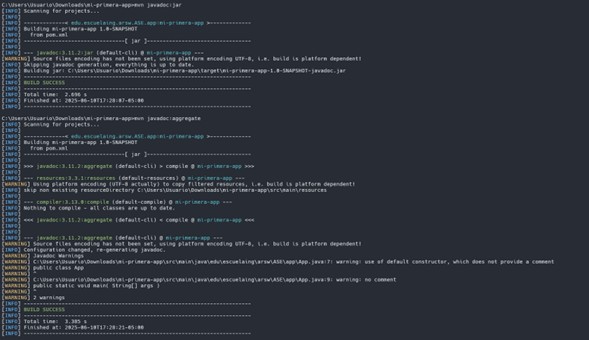 C:\Users\Usuario\Downloads\mi-primera-app>mvn javadoc:jar
[INFO] Scanning for projects...
[INFO]
[INFO] -------------< edu.escuelaing.arsw.ASE.app:mi-primera-app >-------------
[INFO] Building mi-primera-app 1.0-SNAPSHOT
[INFO]   from pom.xml
[INFO] --------------------------------[ jar ]---------------------------------
[INFO]
[INFO] --- javadoc:3.11.2:jar (default-cli) @ mi-primera-app ---
[WARNING] Source files encoding has not been set, using platform encoding UTF-8, i.e. build is platform dependent!
[INFO] Skipping javadoc generation, everything is up to date.
[INFO] Building jar: C:\Users\Usuario\Downloads\mi-primera-app\target\mi-primera-app-1.0-SNAPSHOT-javadoc.jar
[INFO] ------------------------------------------------------------------------
[INFO] BUILD SUCCESS
[INFO] ------------------------------------------------------------------------
[INFO] Total time:  2.696 s
[INFO] Finished at: 2025-06-10T17:28:07-05:00
[INFO] ------------------------------------------------------------------------
C:\Users\Usuario\Downloads\mi-primera-app>mvn javadoc:aggregate
[INFO] Scanning for projects...
[INFO]
[INFO] -------------< edu.escuelaing.arsw.ASE.app:mi-primera-app >-------------
[INFO] Building mi-primera-app 1.0-SNAPSHOT
[INFO]   from pom.xml
[INFO] --------------------------------[ jar ]---------------------------------
[INFO]
[INFO] >>> javadoc:3.11.2:aggregate (default-cli) > compile @ mi-primera-app >>>
[INFO]
[INFO] --- resources:3.3.1:resources (default-resources) @ mi-primera-app ---
[WARNING] Using platform encoding (UTF-8 actually) to copy filtered resources, i.e. build is platform dependent!
[INFO] skip non existing resourceDirectory C:\Users\Usuario\Downloads\mi-primera-app\src\main\resources
[INFO]
[INFO] --- compiler:3.13.0:compile (default-compile) @ mi-primera-app ---
[INFO] Nothing to compile - all classes are up to date.
[INFO]
[INFO] <<< javadoc:3.11.2:aggregate (default-cli) < compile @ mi-primera-app <<<
[INFO]
[INFO]
[INFO] --- javadoc:3.11.2:aggregate (default-cli) @ mi-primera-app ---
[WARNING] Source files encoding has not been set, using platform encoding UTF-8, i.e. build is platform dependent!
[INFO] Configuration changed, re-generating javadoc.
[WARNING] Javadoc Warnings
[WARNING] C:\Users\Usuario\Downloads\mi-primera-app\src\main\java\edu\escuelaing\arsw\ASE\app\App.java:7: warning: use of default constructor, which does not provide a comment
[WARNING] public class App
[WARNING] ^
[WARNING] C:\Users\Usuario\Downloads\mi-primera-app\src\main\java\edu\escuelaing\arsw\ASE\app\App.java:9: warning: no comment
[WARNING] public static void main( String[] args )
[WARNING] ^
[WARNING] 2 warnings
[INFO] ------------------------------------------------------------------------
[INFO] BUILD SUCCESS
[INFO] ------------------------------------------------------------------------
[INFO] Total time:  3.305 s
[INFO] Finished at: 2025-06-10T17:28:21-05:00
[INFO] ------------------------------------------------------------------------